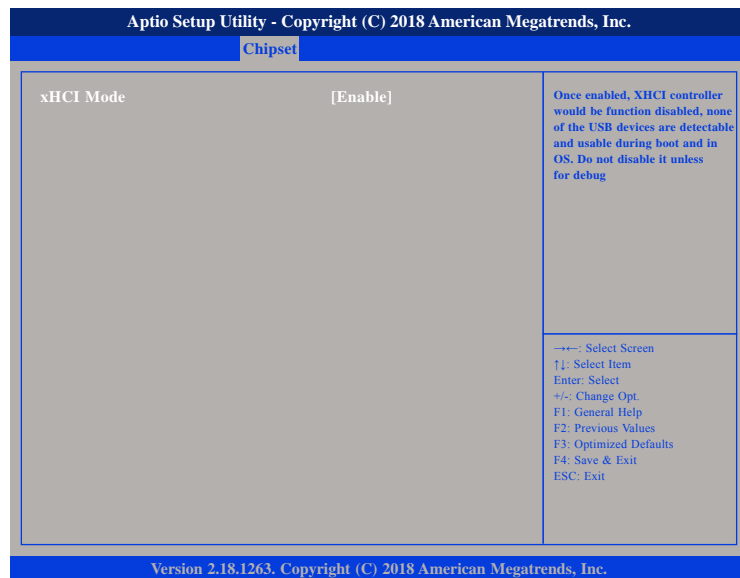 Aptio Setup Utility - Copyright (C) 2018 American Megatrends, Inc.
Chipset
xHCI Mode [Enable]
Once enabled, XHCI controller
would be function disabled, none
of the USB devices are detectable
and usable during boot and in
OS. Do not disable it unless
for debug
→←: Select Screen
↑↓: Select Item
Enter: Select
+/-: Change Opt.
F1: General Help
F2: Previous Values
F3: Optimized Defaults
F4: Save & Exit
ESC: Exit
Version 2.18.1263. Copyright (C) 2018 American Megatrends, Inc.